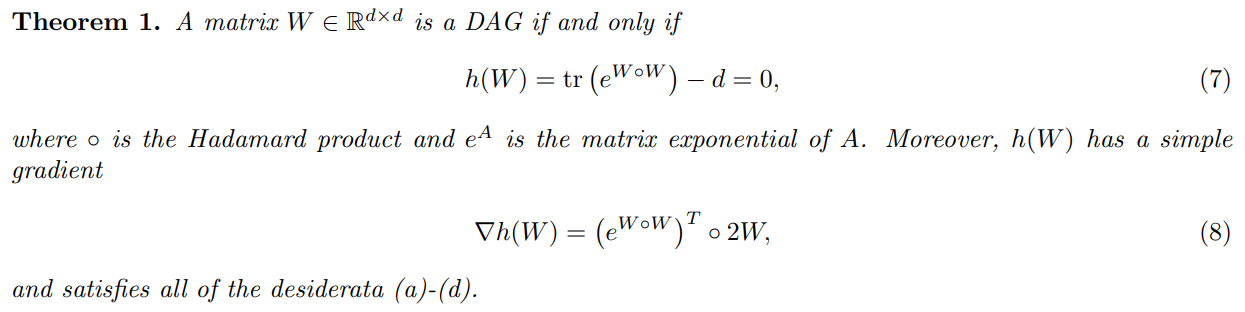 Theorem 1. A matrix W ∈ ℝ^{d×d} is a DAG if and only if
h(W) = tr (e^{W∘W}) − d = 0, (7)
where ∘ is the Hadamard product and e^A is the matrix exponential of A. Moreover, h(W) has a simple
gradient
∇h(W) = (e^{W∘W})^T ∘ 2W, (8)
and satisfies all of the desiderata (a)-(d).